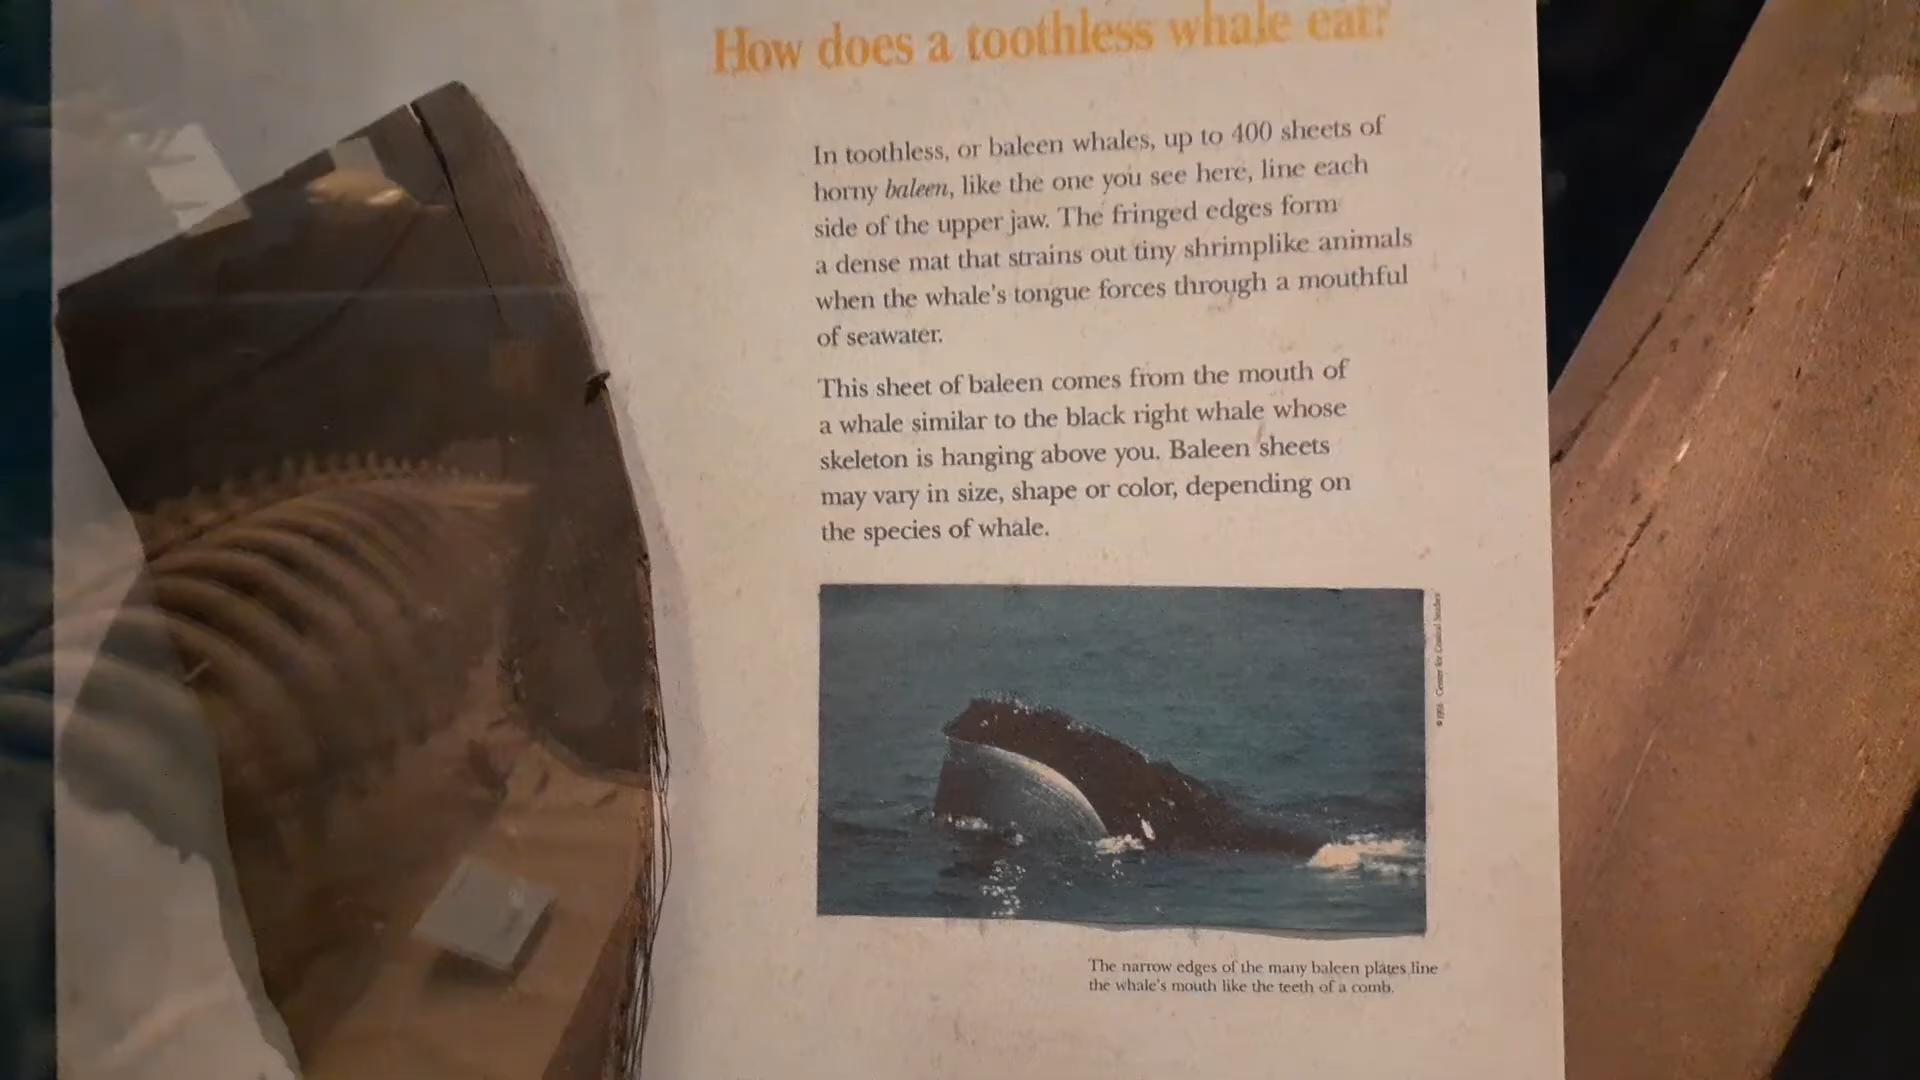 How does a toothless whale eat?
In toothless, or baleen whales, up to 400 sheets of
horny baleen, like the one you see here, line each
side of the upper jaw. The fringed edges form
a dense mat that strains out tiny shrimplike animals
when the whale's tongue forces through a mouthful
of seawater.
This sheet of baleen comes from the mouth of
a whale similar to the black right whale whose
skeleton is hanging above you. Baleen sheets
may vary in size, shape or color, depending on
the species of whale.
Center for Coastal Studies
The narrow edges of the many baleen plates line
the whale's mouth like the teeth of a comb.